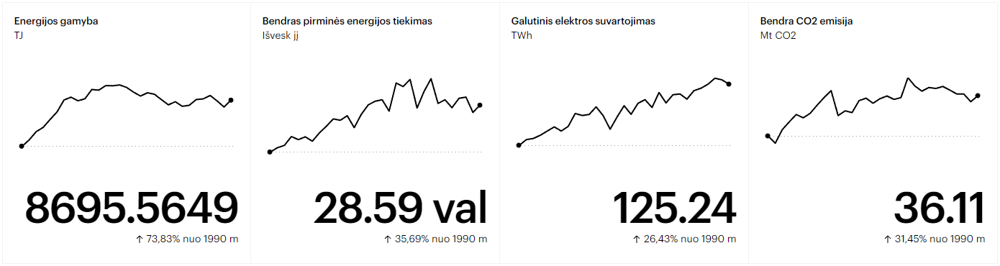 Energijos gamyba
TJ
8695.5649
↑ 73,83% nuo 1990 m
Bendras pirminės energijos tiekimas
Išvesk jį
28.59 val
↑ 35,69% nuo 1990 m
Galutinis elektros suvartojimas
TWh
125.24
↑ 26,43% nuo 1990 m
Bendra CO2 emisija
Mt CO2
36.11
↑ 31,45% nuo 1990 m